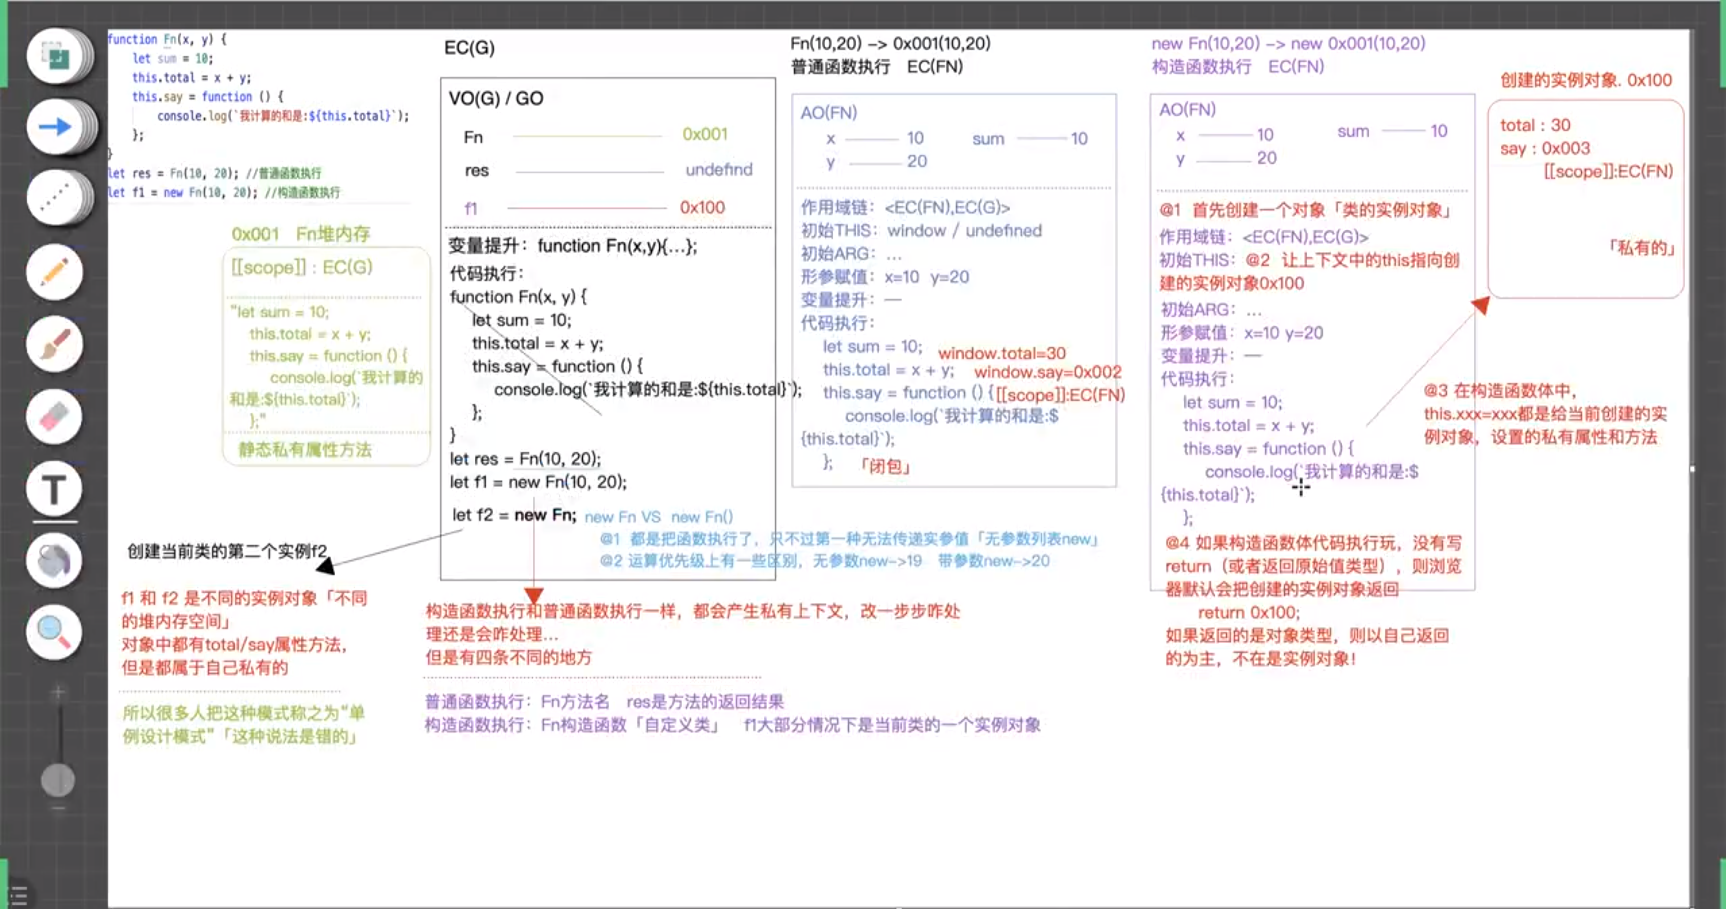 function Fn(x, y) {
let sum = 10;
this.total = x + y;
this.say = function () {
console.log(`我计算的和是:${this.total}`);
};
}
let res = Fn(10, 20); //普通函数执行
let f1 = new Fn(10, 20); //构造函数执行
0x001 Fn堆内存
[[scope]] : EC(G)
"let sum = 10;
this.total = x + y;
this.say = function () {
console.log(`我计算的
和是:${this.total}`);
};"
静态私有属性方法
EC(G)
VO(G) / GO
Fn 0x001
res undefind
f1 0x100
变量提升：function Fn(x,y){...};
代码执行：
function Fn(x, y) {
let sum = 10;
this.total = x + y;
this.say = function () {
console.log(`我计算的和是:${this.total}`);
};
}
let res = Fn(10, 20);
let f1 = new Fn(10, 20);
let f2 = new Fn; new Fn VS new Fn()
@1 都是把函数执行了，只不过第一种无法传递实参值「无参数列表new」
@2 运算优先级上有一些区别，无参数new->19 带参数new->20
创建当前类的第二个实例f2
f1 和 f2 是不同的实例对象「不同
的堆内存空间」
对象中都有total/say属性方法，
但是都属于自己私有的
所以很多人把这种模式称之为“单
例设计模式”「这种说法是错的」
构造函数执行和普通函数执行一样，都会产生私有上下文，改一步步咋处
理还是会咋处理...
但是有四条不同的地方
普通函数执行：Fn方法名 res是方法的返回结果
构造函数执行：Fn构造函数「自定义类」 f1大部分情况下是当前类的一个实例对象
Fn(10,20) -> 0x001(10,20)
普通函数执行 EC(FN)
AO(FN)
x 10 sum 10
y 20
作用域链：<EC(FN),EC(G)>
初始THIS：window / undefined
初始ARG：...
形参赋值：x=10 y=20
变量提升：—
代码执行：
let sum = 10; window.total=30
this.total = x + y; window.say=0x002
this.say = function () { [[scope]]:EC(FN)
console.log(`我计算的和是:$
{this.total}`);
}; 「闭包」
new Fn(10,20) -> new 0x001(10,20)
构造函数执行 EC(FN)
AO(FN)
x 10 sum 10
y 20
@1 首先创建一个对象「类的实例对象」
作用域链：<EC(FN),EC(G)>
初始THIS：@2 让上下文中的this指向创
建的实例对象0x100
初始ARG：...
形参赋值：x=10 y=20
变量提升：—
代码执行：
let sum = 10;
this.total = x + y;
this.say = function () {
console.log(`我计算的和是:$
{this.total}`);
};
@4 如果构造函数体代码执行玩，没有写
return（或者返回原始值类型），则浏览
器默认会把创建的实例对象返回
return 0x100;
如果返回的是对象类型，则以自己返回
的为主，不在是实例对象！
创建的实例对象. 0x100
total : 30
say : 0x003
[[scope]]:EC(FN)
「私有的」
@3 在构造函数体中，
this.xxx=xxx都是给当前创建的实
例对象，设置的私有属性和方法
T